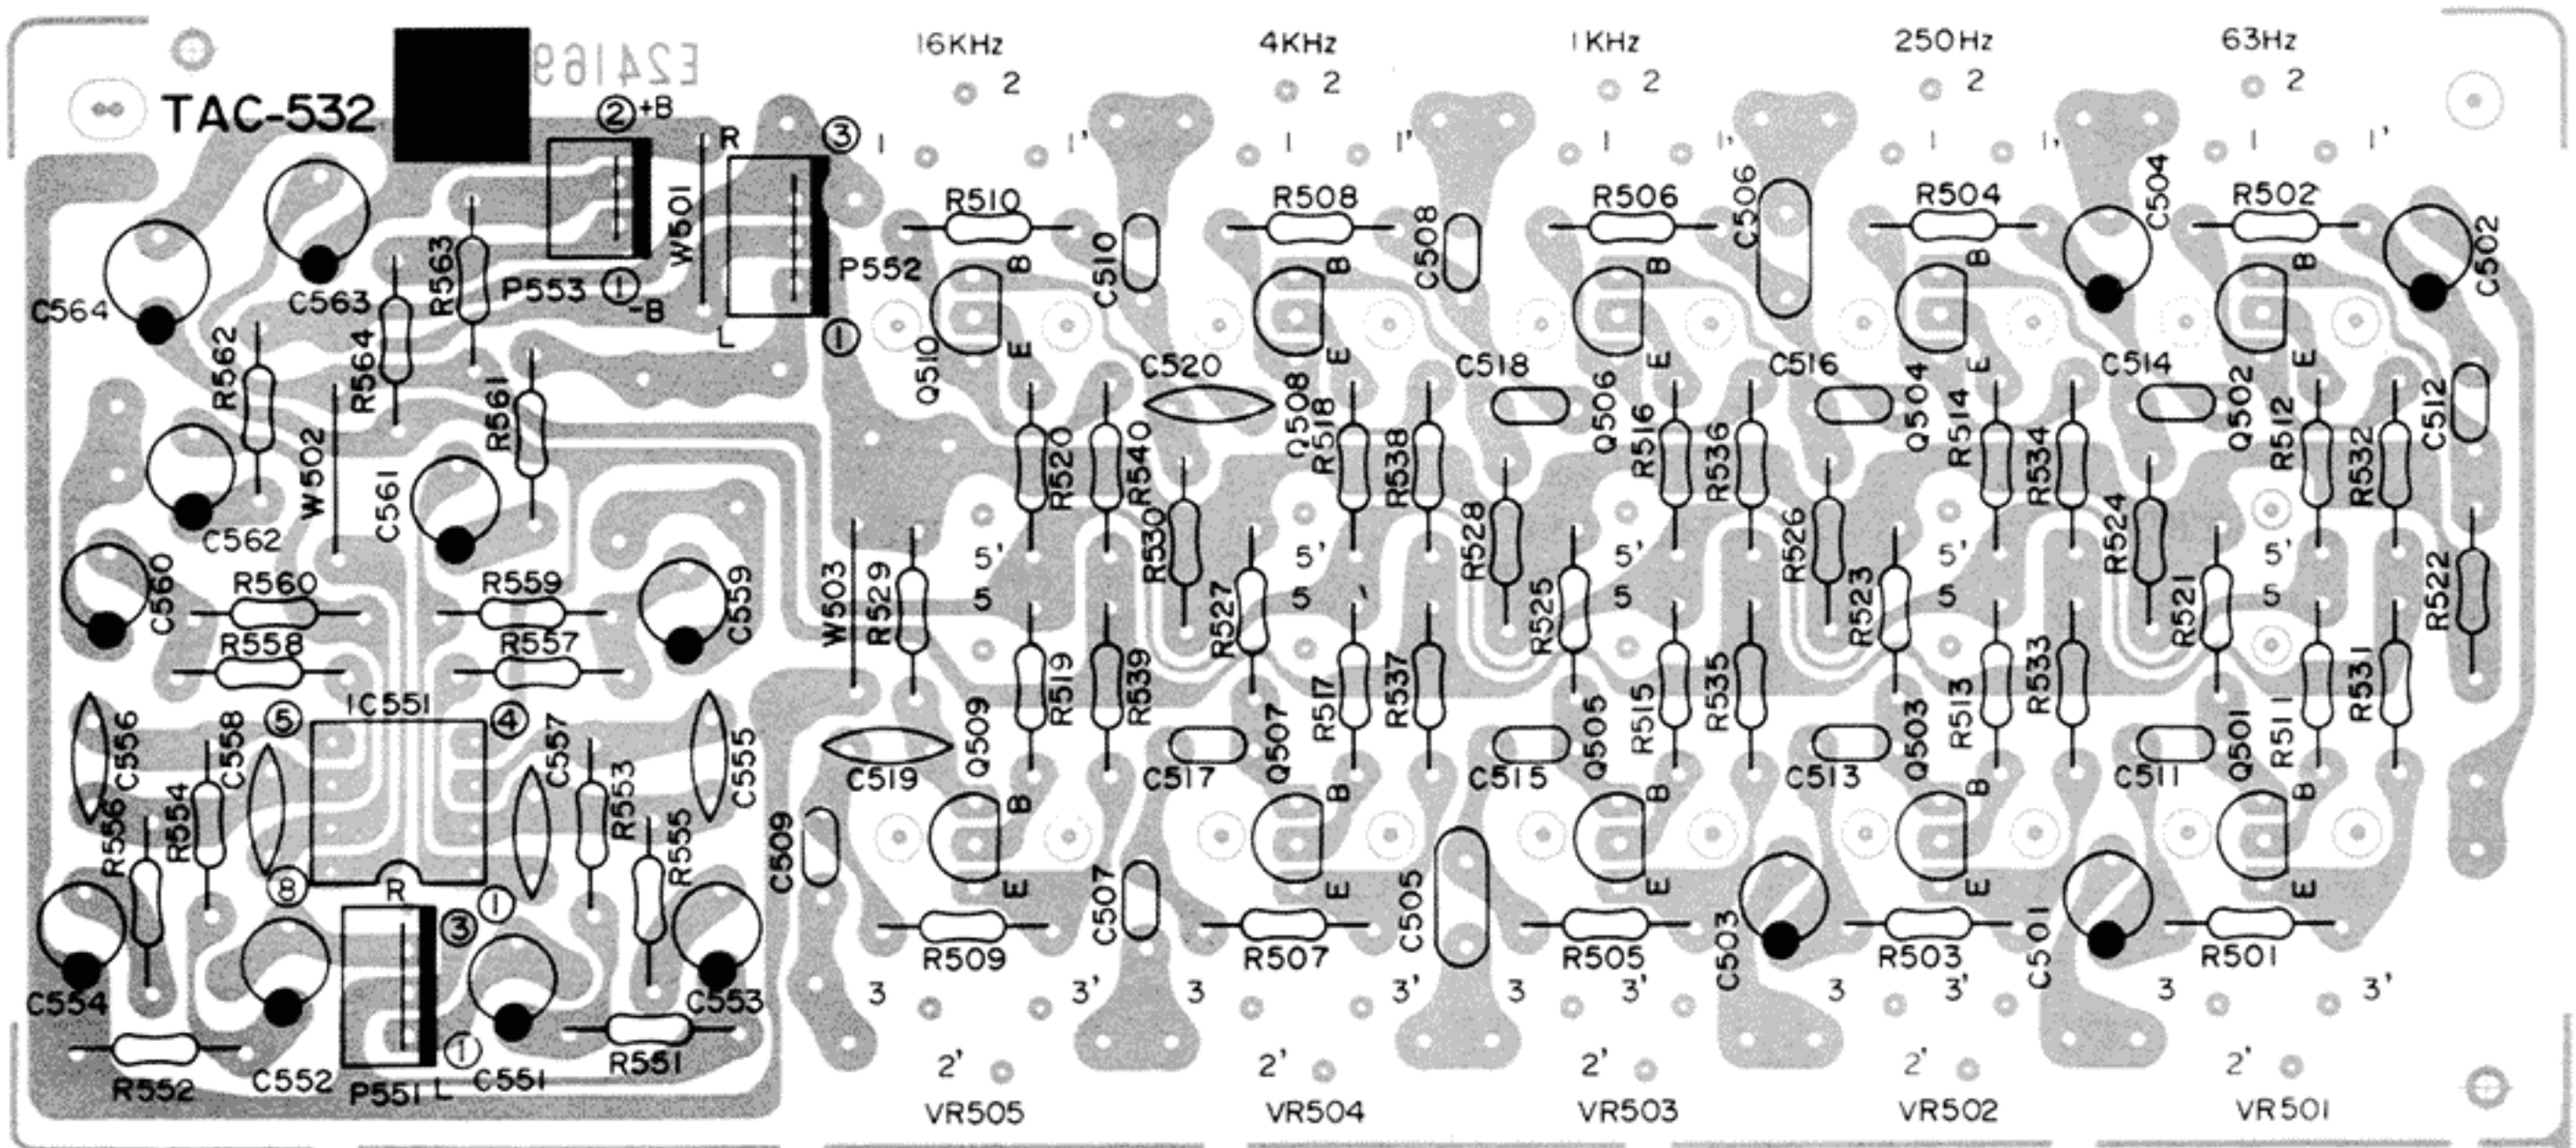 E24169
16KHz
4KHz
1KHz
250Hz
63Hz
2
2
2
2
2
TAC-532
② +B
R
③
1
1'
1
1'
1
1'
1
1'
1
1'
W501
R510
R508
R506
C506
R504
C504
R502
C564
C563
R563
P553
①
-B
P552
L
①
B
C510
B
C508
B
B
B
C502
R562
R564
R561
Q510
E
C520
Q508
E
C518
Q506
E
C516
Q504
E
C514
Q502
E
C512
W502
C561
C562
R520
R540
R518
R538
R516
R536
R514
R534
R512
R532
R530
R528
R526
R524
R522
5'
5'
5'
5'
5'
5
5
5
5
5
C560
R560
R559
C559
R558
R557
W503
R529
R527
R525
R523
R521
IC551
⑤
④
R519
R539
R517
R537
R515
R535
R513
R533
R511
R531
C556
C558
C557
C555
C519
Q509
C517
Q507
C515
Q505
C513
Q503
C511
Q501
R556
R554
R553
R555
C509
B
B
B
B
B
⑧
R
①
③
E
E
E
E
E
C507
C505
C503
C501
R509
R507
R505
R503
R501
C554
C553
3
3'
3
3'
3
3'
3
3'
3
3'
R552
C552
P551
①
L
C551
R551
2'
2'
2'
2'
2'
VR505
VR504
VR503
VR502
VR501